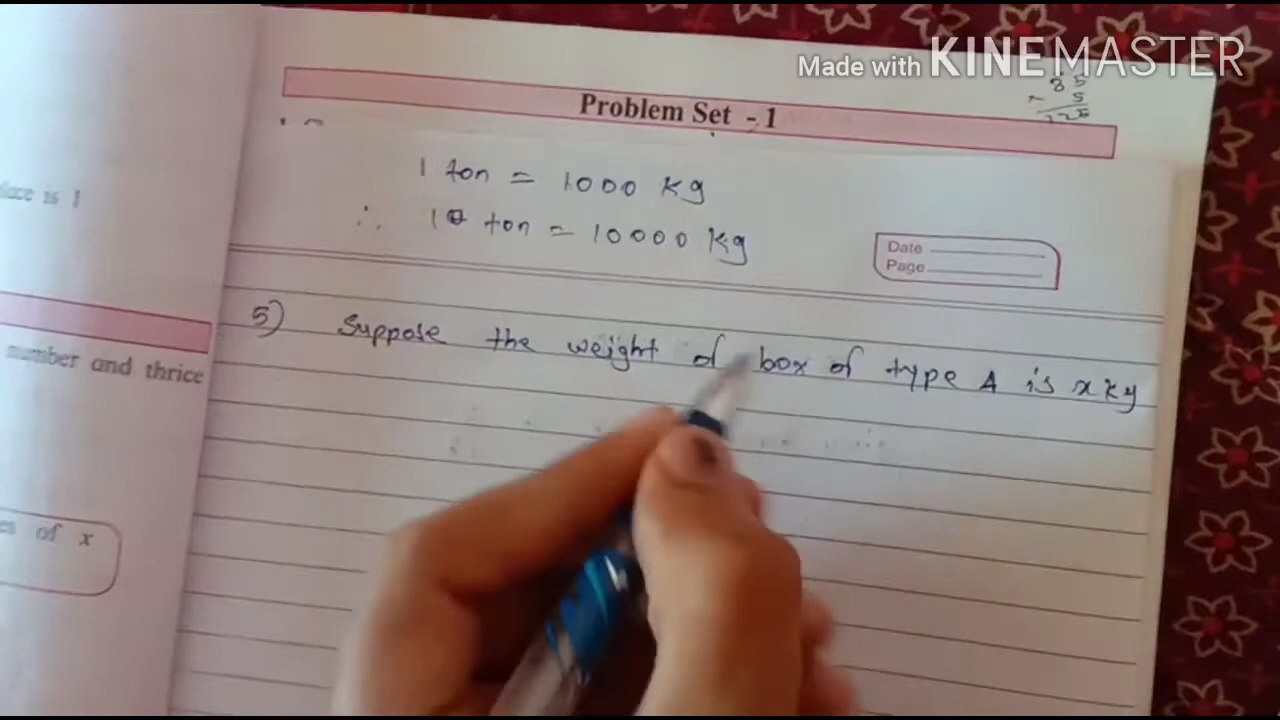 Made with KINEMASTER
Problem Set - 1
1 ton = 1000 kg
∴ 10 ton = 10000 kg
Date
Page
5) Suppose the weight of box of type A is x kg
number and thrice
of x